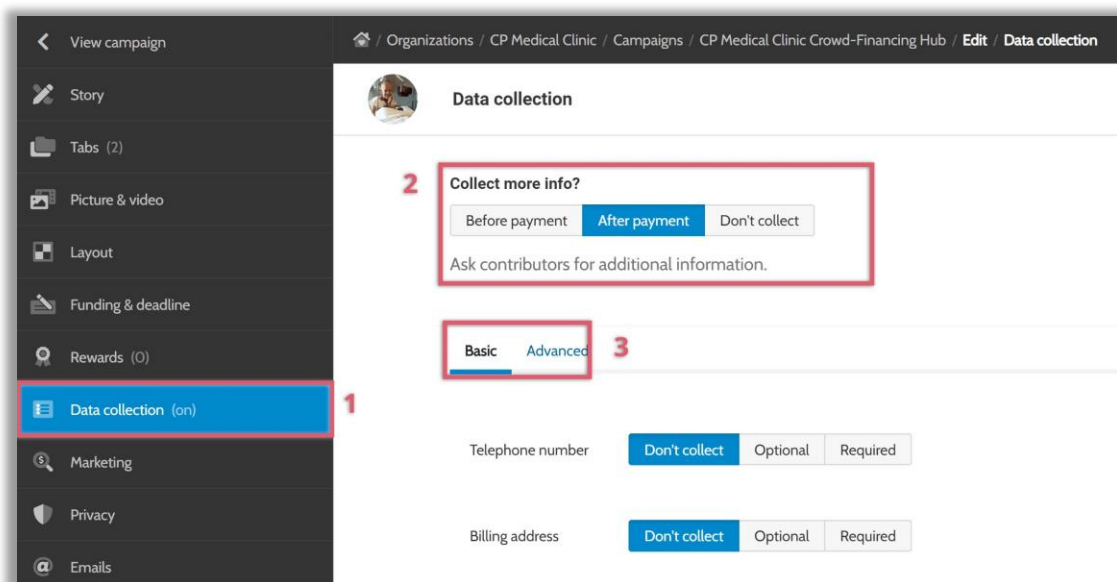 View campaign
Story
Tabs (2)
Picture & video
Layout
Funding & deadline
Rewards (0)
Data collection (on)
1
Marketing
Privacy
Emails
/ Organizations / CP Medical Clinic / Campaigns / CP Medical Clinic Crowd-Financing Hub / Edit / Data collection
Data collection
2
Collect more info?
Before payment After payment Don't collect
Ask contributors for additional information.
Basic Advanced 3
Telephone number Don't collect Optional Required
Billing address Don't collect Optional Required